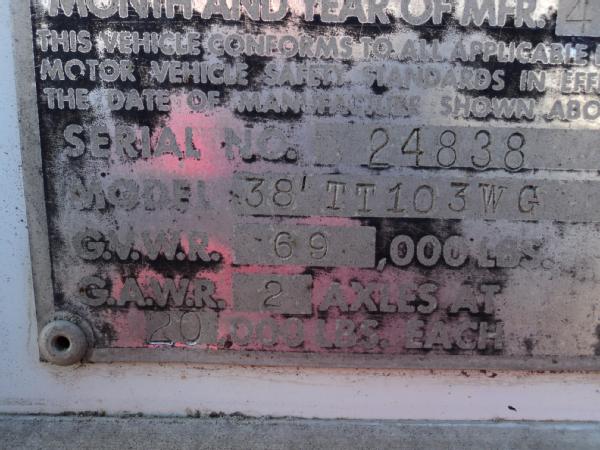 MONTH AND YEAR OF MFR. 4
THIS VEHICLE CONFORMS TO ALL APPLICABLE
MOTOR VEHICLE SAFETY STANDARDS IN EFF
THE DATE OF MANUFACTURE SHOWN ABO
SERIAL NO. 24838
MODEL 38' TT103WG
G.V.W.R. 69 ,000 LBS.
G.A.W.R. 2 AXLES AT
20,000 LBS. EACH